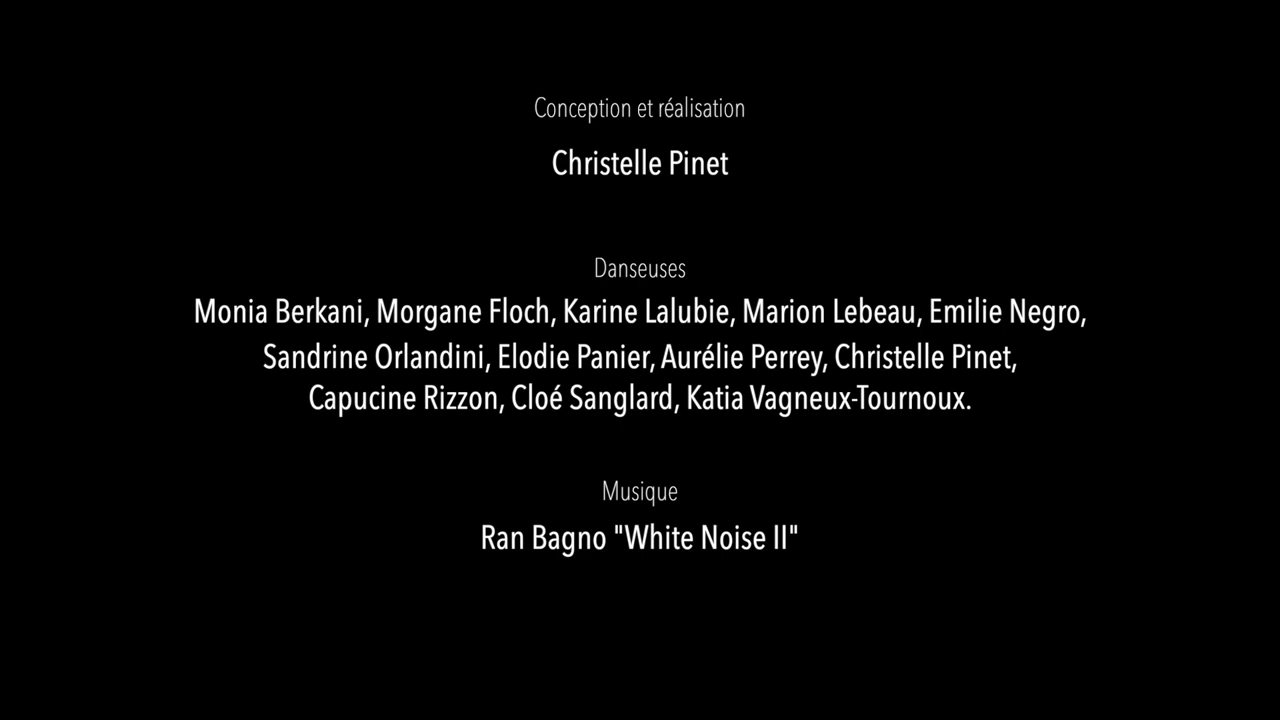 Conception et réalisation
Christelle Pinet
Danseuses
Monia Berkani, Morgane Floch, Karine Lalubie, Marion Lebeau, Emilie Negro,
Sandrine Orlandini, Elodie Panier, Aurélie Perrey, Christelle Pinet,
Capucine Rizzon, Cloé Sanglard, Katia Vagneux-Tournoux.
Musique
Ran Bagno "White Noise II"